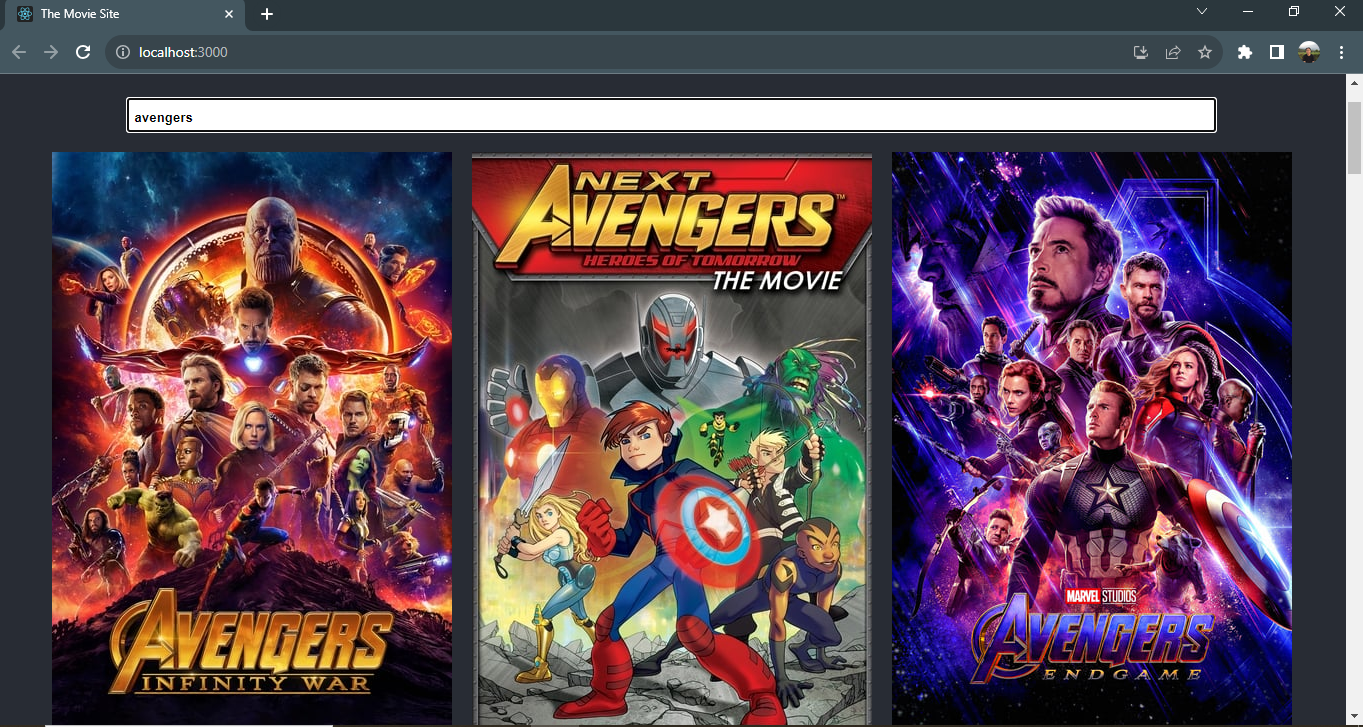 The Movie Site
localhost:3000
avengers
AVENGERS
INFINITY WAR
NEXT
AVENGERS™
HEROES OF TOMORROW
THE MOVIE
MARVEL STUDIOS
AVENGERS
ENDGAME